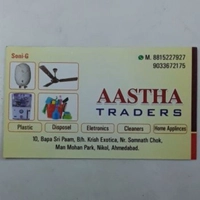 Soni-G
M. 8815227927
9033672175
AASTHA
TRADERS
Plastic Disposel Eletronics Cleaners Home Applinces
10, Bapa Sri Paam, B/h. Krish Exotica, Nr. Somnath Chok,
Man Mohan Park, Nikol, Ahmedabad.